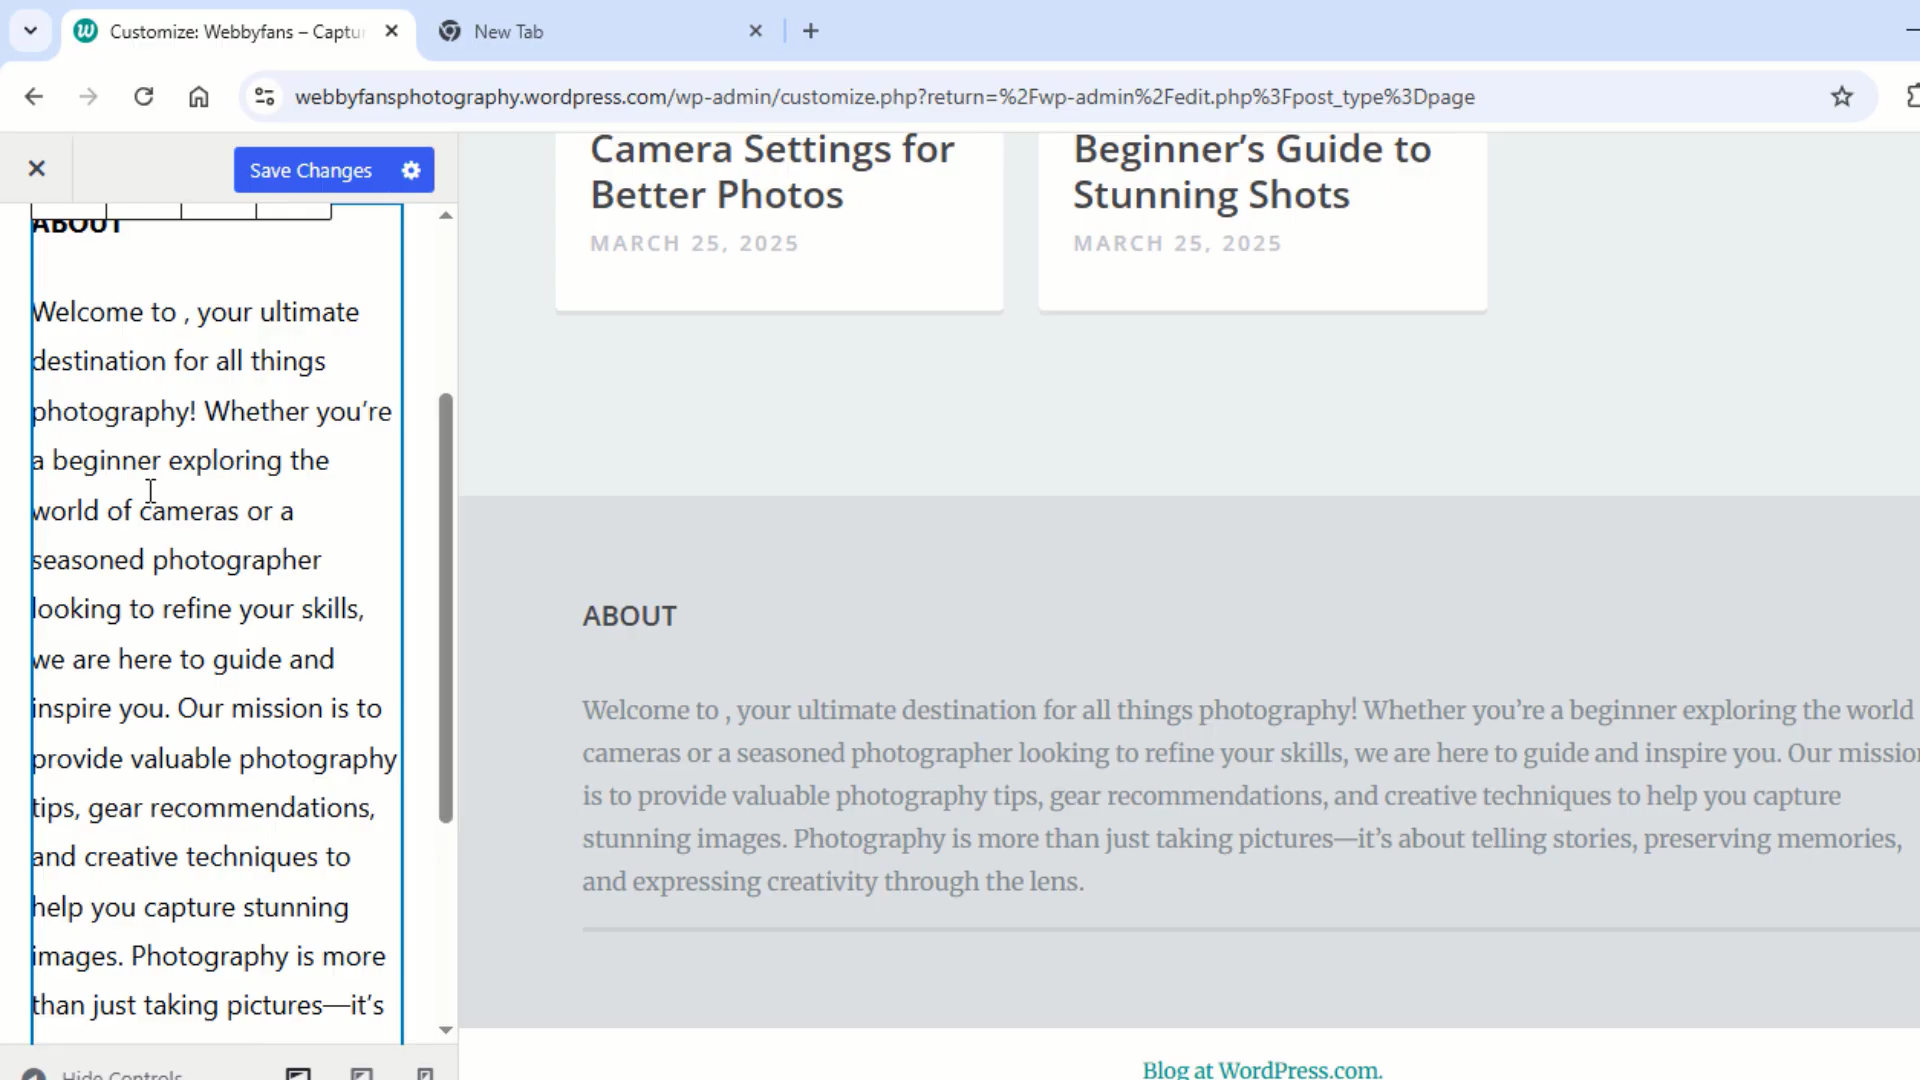 Customize: Webbyfans – Captu
New Tab
webbyfansphotography.wordpress.com/wp-admin/customize.php?return=%2Fwp-admin%2Fedit.php%3Fpost_type%3Dpage
Save Changes
ABOUT
Welcome to , your ultimate
destination for all things
photography! Whether you’re
a beginner exploring the
world of cameras or a
seasoned photographer
looking to refine your skills,
we are here to guide and
inspire you. Our mission is to
provide valuable photography
tips, gear recommendations,
and creative techniques to
help you capture stunning
images. Photography is more
than just taking pictures—it’s
Hide Controls
Camera Settings for
Better Photos
MARCH 25, 2025
Beginner’s Guide to
Stunning Shots
MARCH 25, 2025
ABOUT
Welcome to , your ultimate destination for all things photography! Whether you’re a beginner exploring the world
cameras or a seasoned photographer looking to refine your skills, we are here to guide and inspire you. Our mission
is to provide valuable photography tips, gear recommendations, and creative techniques to help you capture
stunning images. Photography is more than just taking pictures—it’s about telling stories, preserving memories,
and expressing creativity through the lens.
Blog at WordPress.com.